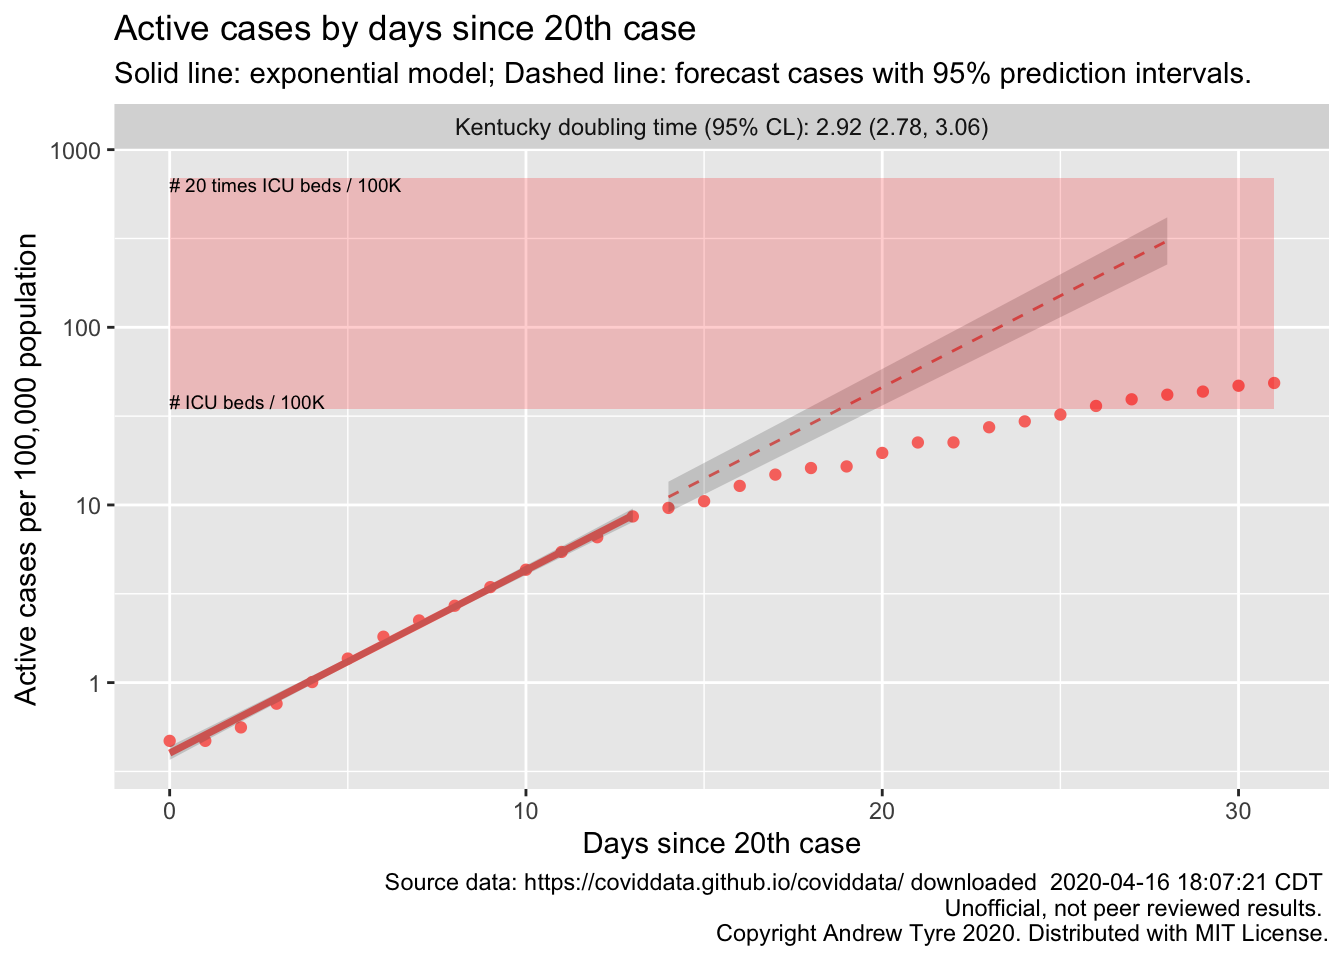 Active cases by days since 20th case
Solid line: exponential model; Dashed line: forecast cases with 95% prediction intervals.
Kentucky doubling time (95% CL): 2.92 (2.78, 3.06)
1000
# 20 times ICU beds / 100K
100
# ICU beds / 100K
10
1
Active cases per 100,000 population
0
10
20
30
Days since 20th case
Source data: https://coviddata.github.io/coviddata/ downloaded  2020-04-16 18:07:21 CDT
Unofficial, not peer reviewed results.
Copyright Andrew Tyre 2020. Distributed with MIT License.